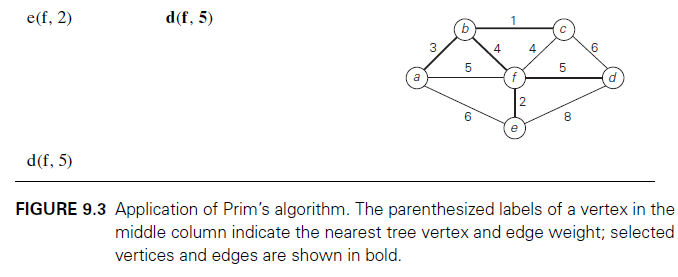 e(f, 2) d(f, 5)
1
b c
3 4 4 6
5 5
a f d
2
6 8
e
d(f, 5)
FIGURE 9.3 Application of Prim's algorithm. The parenthesized labels of a vertex in the
middle column indicate the nearest tree vertex and edge weight; selected
vertices and edges are shown in bold.